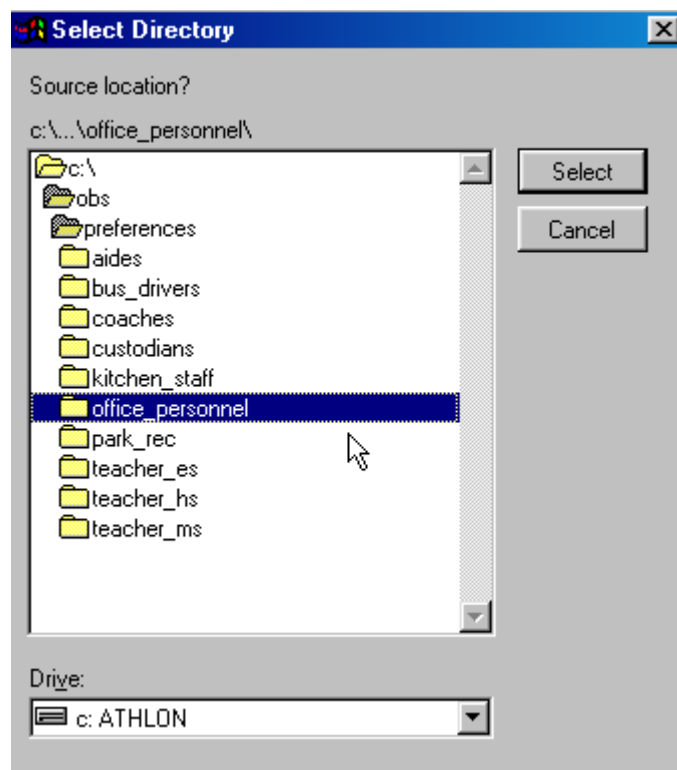 Select Directory
Source location?
c:\...\office_personnel\
c:\
Select
obs
preferences
Cancel
aides
bus_drivers
coaches
custodians
kitchen_staff
office_personnel
park_rec
teacher_es
teacher_hs
teacher_ms
Drive:
c: ATHLON